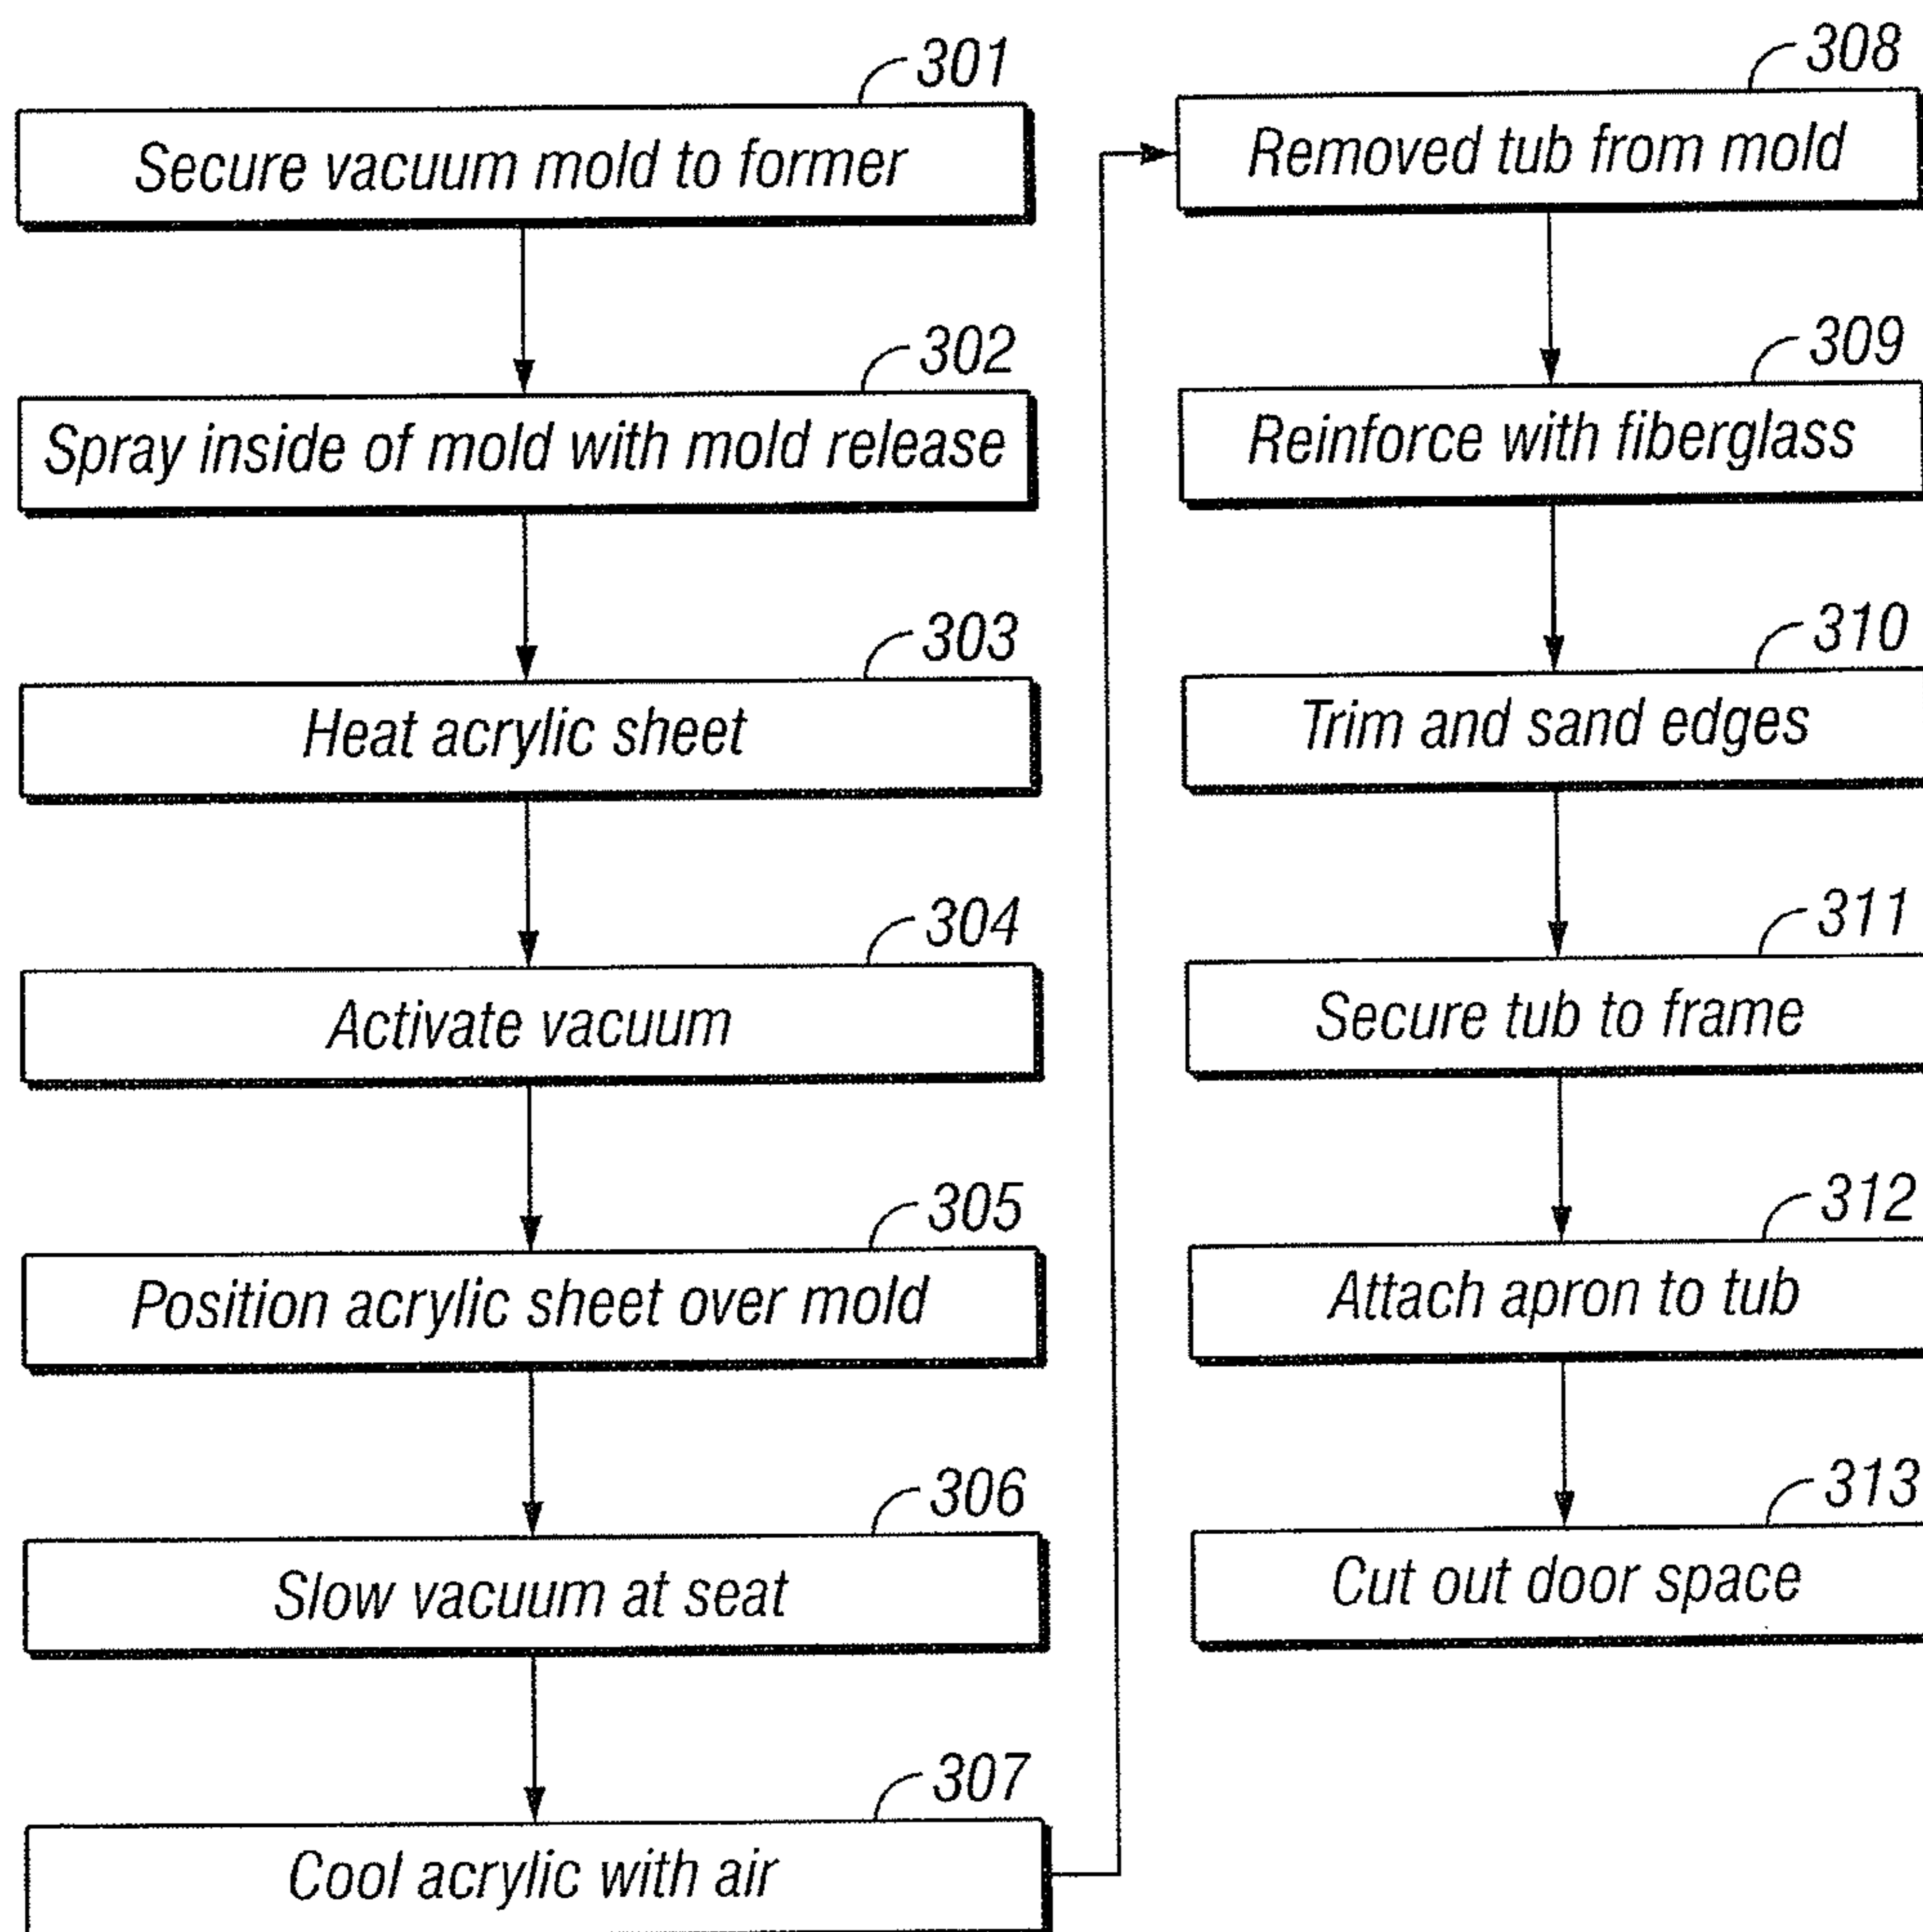 301
Secure vacuum mold to former
302
Spray inside of mold with mold release
303
Heat acrylic sheet
304
Activate vacuum
305
Position acrylic sheet over mold
306
Slow vacuum at seat
307
Cool acrylic with air
308
Removed tub from mold
309
Reinforce with fiberglass
310
Trim and sand edges
311
Secure tub to frame
312
Attach apron to tub
313
Cut out door space